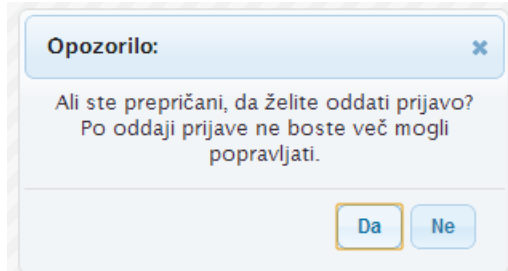 Opozorilo:
Ali ste prepričani, da želite oddati prijavo?
Po oddaji prijave ne boste več mogli
popravljati.
Da Ne